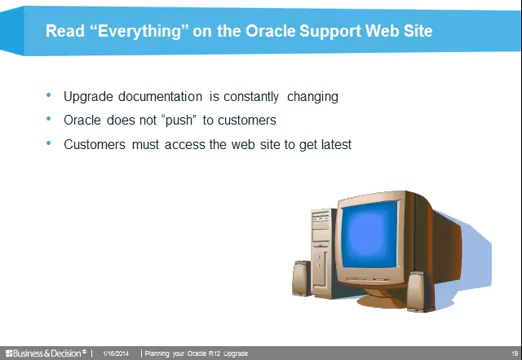 Read “Everything” on the Oracle Support Web Site
• Upgrade documentation is constantly changing
• Oracle does not “push” to customers
• Customers must access the web site to get latest
Business & Decision © | 1/16/2014 | Planning your Oracle R12 Upgrade 19